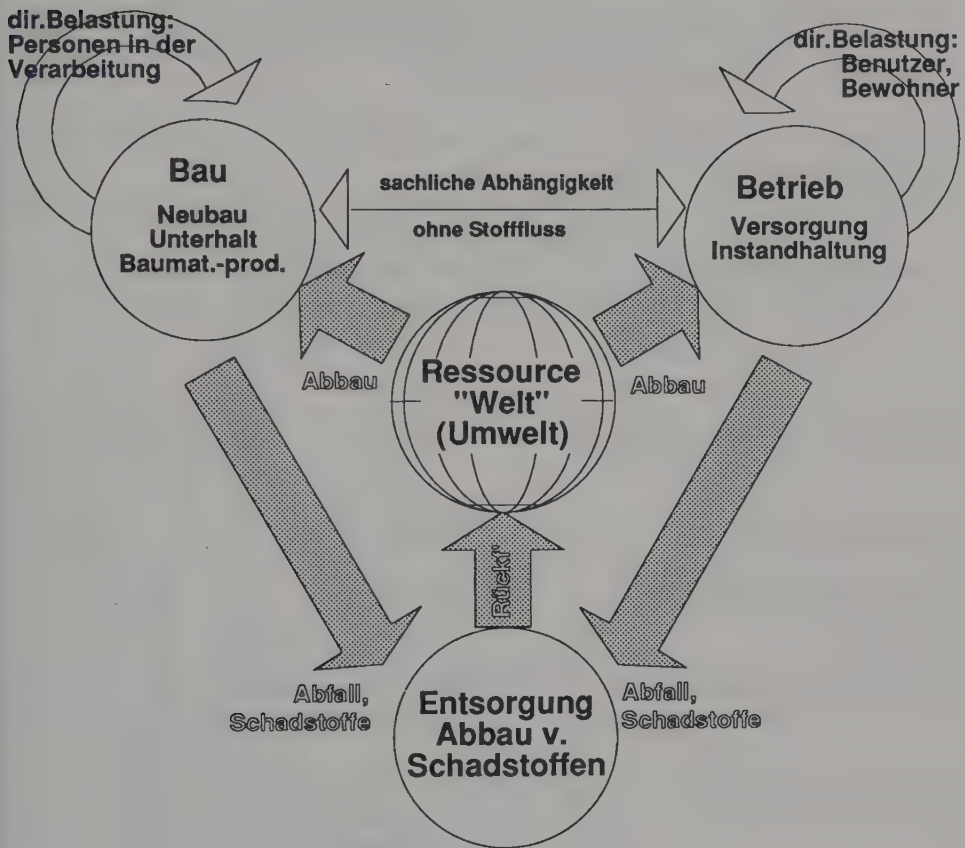 dir.Belastung:
Personen in der
Verarbeitung
dir.Belastung:
Benutzer,
Bewohner
Bau
Neubau
Unterhalt
Baumat.-prod.
sachliche Abhängigkeit
ohne Stofffluss
Betrieb
Versorgung
Instandhaltung
Abbau
Ressource
"Welt"
(Umwelt)
Abbau
Rückf"
Abfall,
Schadstoffe
Entsorgung
Abbau v.
Schadstoffen
Abfall,
Schadstoffe